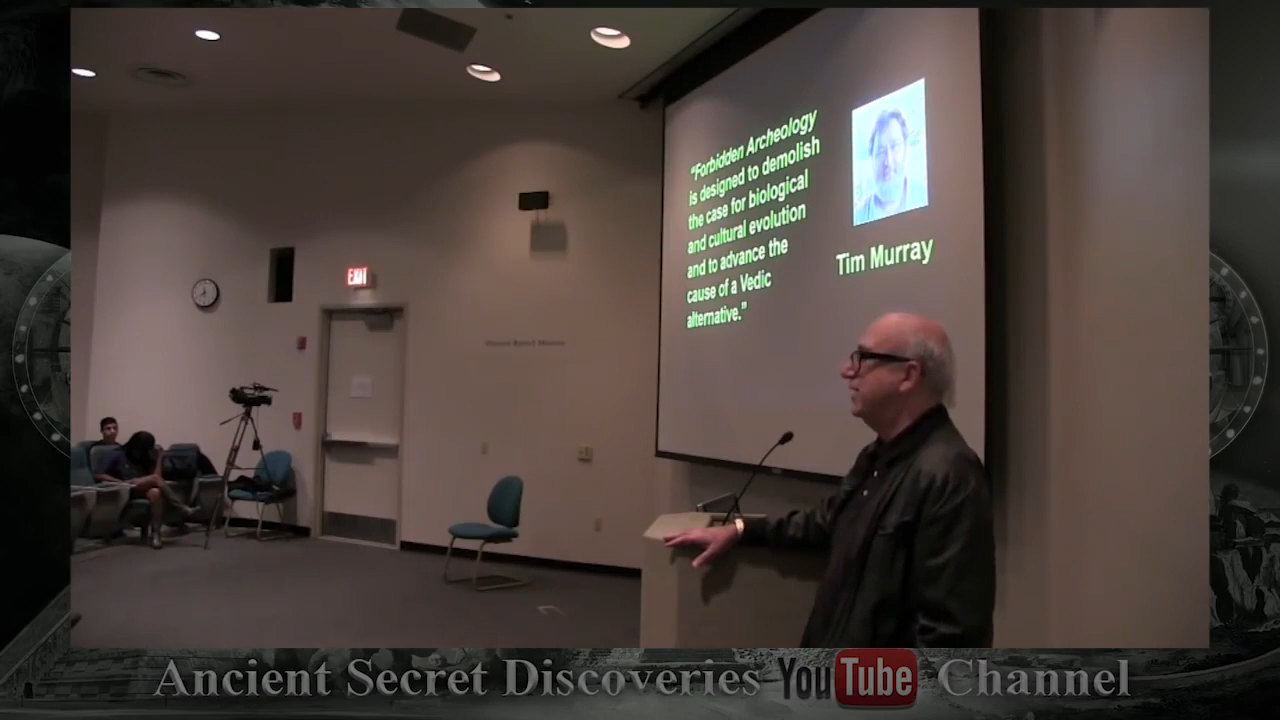 "Forbidden Archeology
is designed to demolish
the case for biological
and cultural evolution
and to advance the
cause of a Vedic
alternative."
Tim Murray
EXIT
Ancient Secret Discoveries YouTube Channel